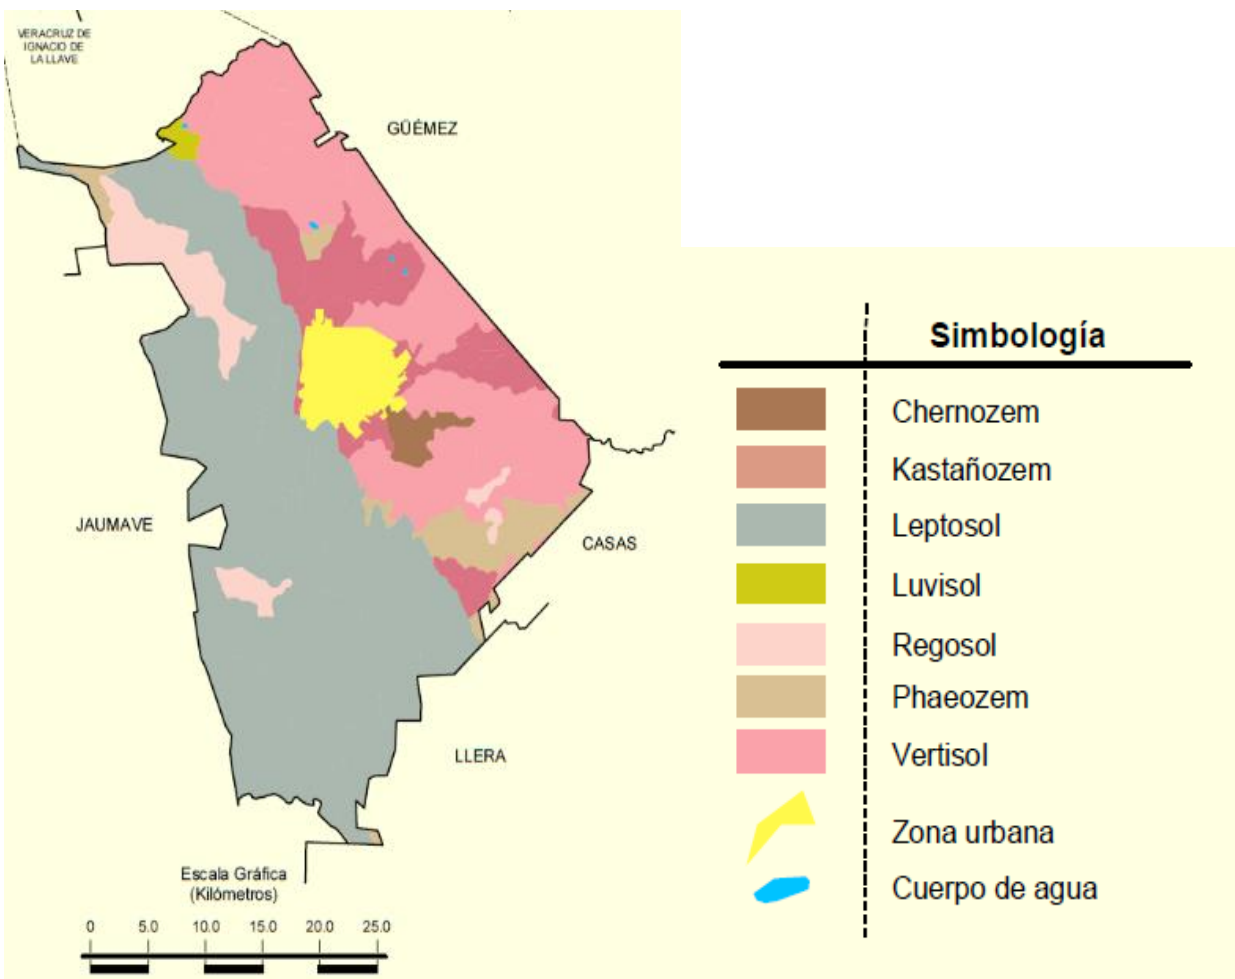 VERACRUZ DE
IGNACIO DE
LA LLAVE
GÜÉMEZ
JAUMAVE
CASAS
LLERA
Escala Gráfica
(Kilómetros)
0 5.0 10.0 15.0 20.0 25.0
Simbología
Chernozem
Kastañozem
Leptosol
Luvisol
Regosol
Phaeozem
Vertisol
Zona urbana
Cuerpo de agua